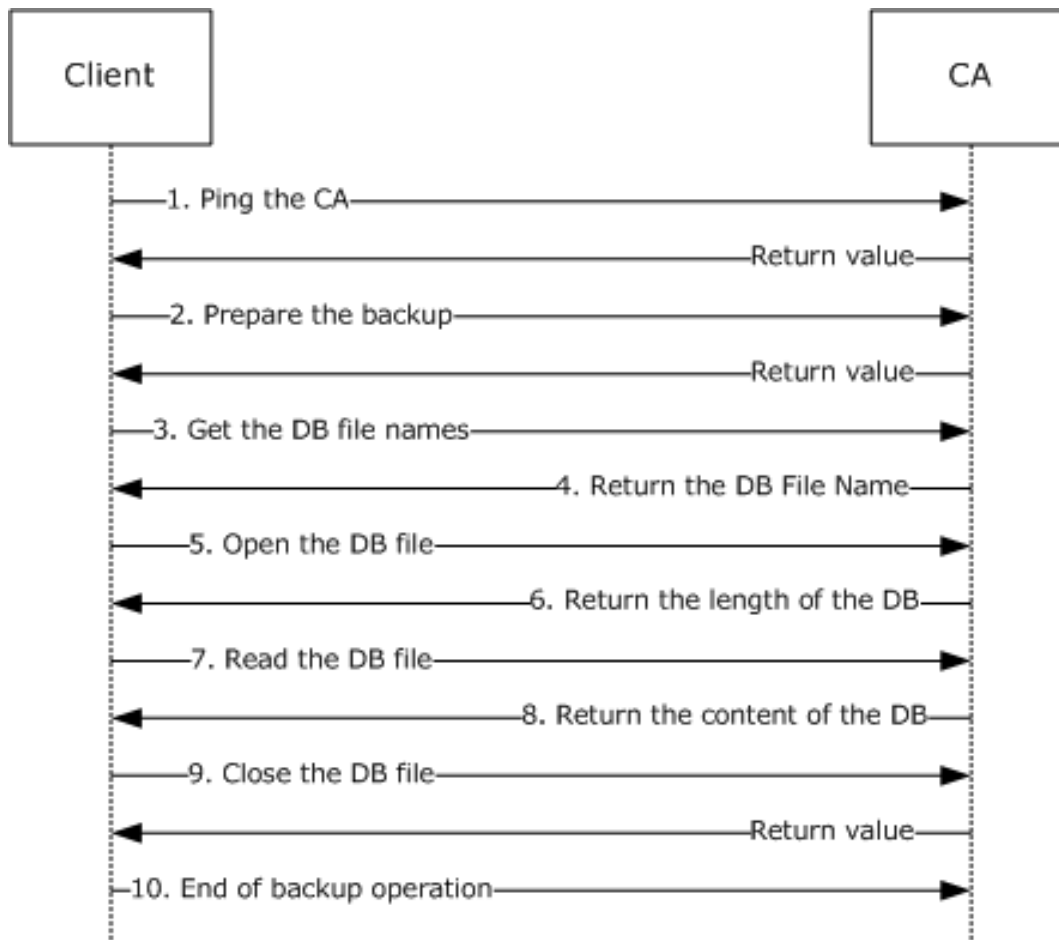 Client
CA
1. Ping the CA
Return value
2. Prepare the backup
Return value
3. Get the DB file names
4. Return the DB File Name
5. Open the DB file
6. Return the length of the DB
7. Read the DB file
8. Return the content of the DB
9. Close the DB file
Return value
10. End of backup operation